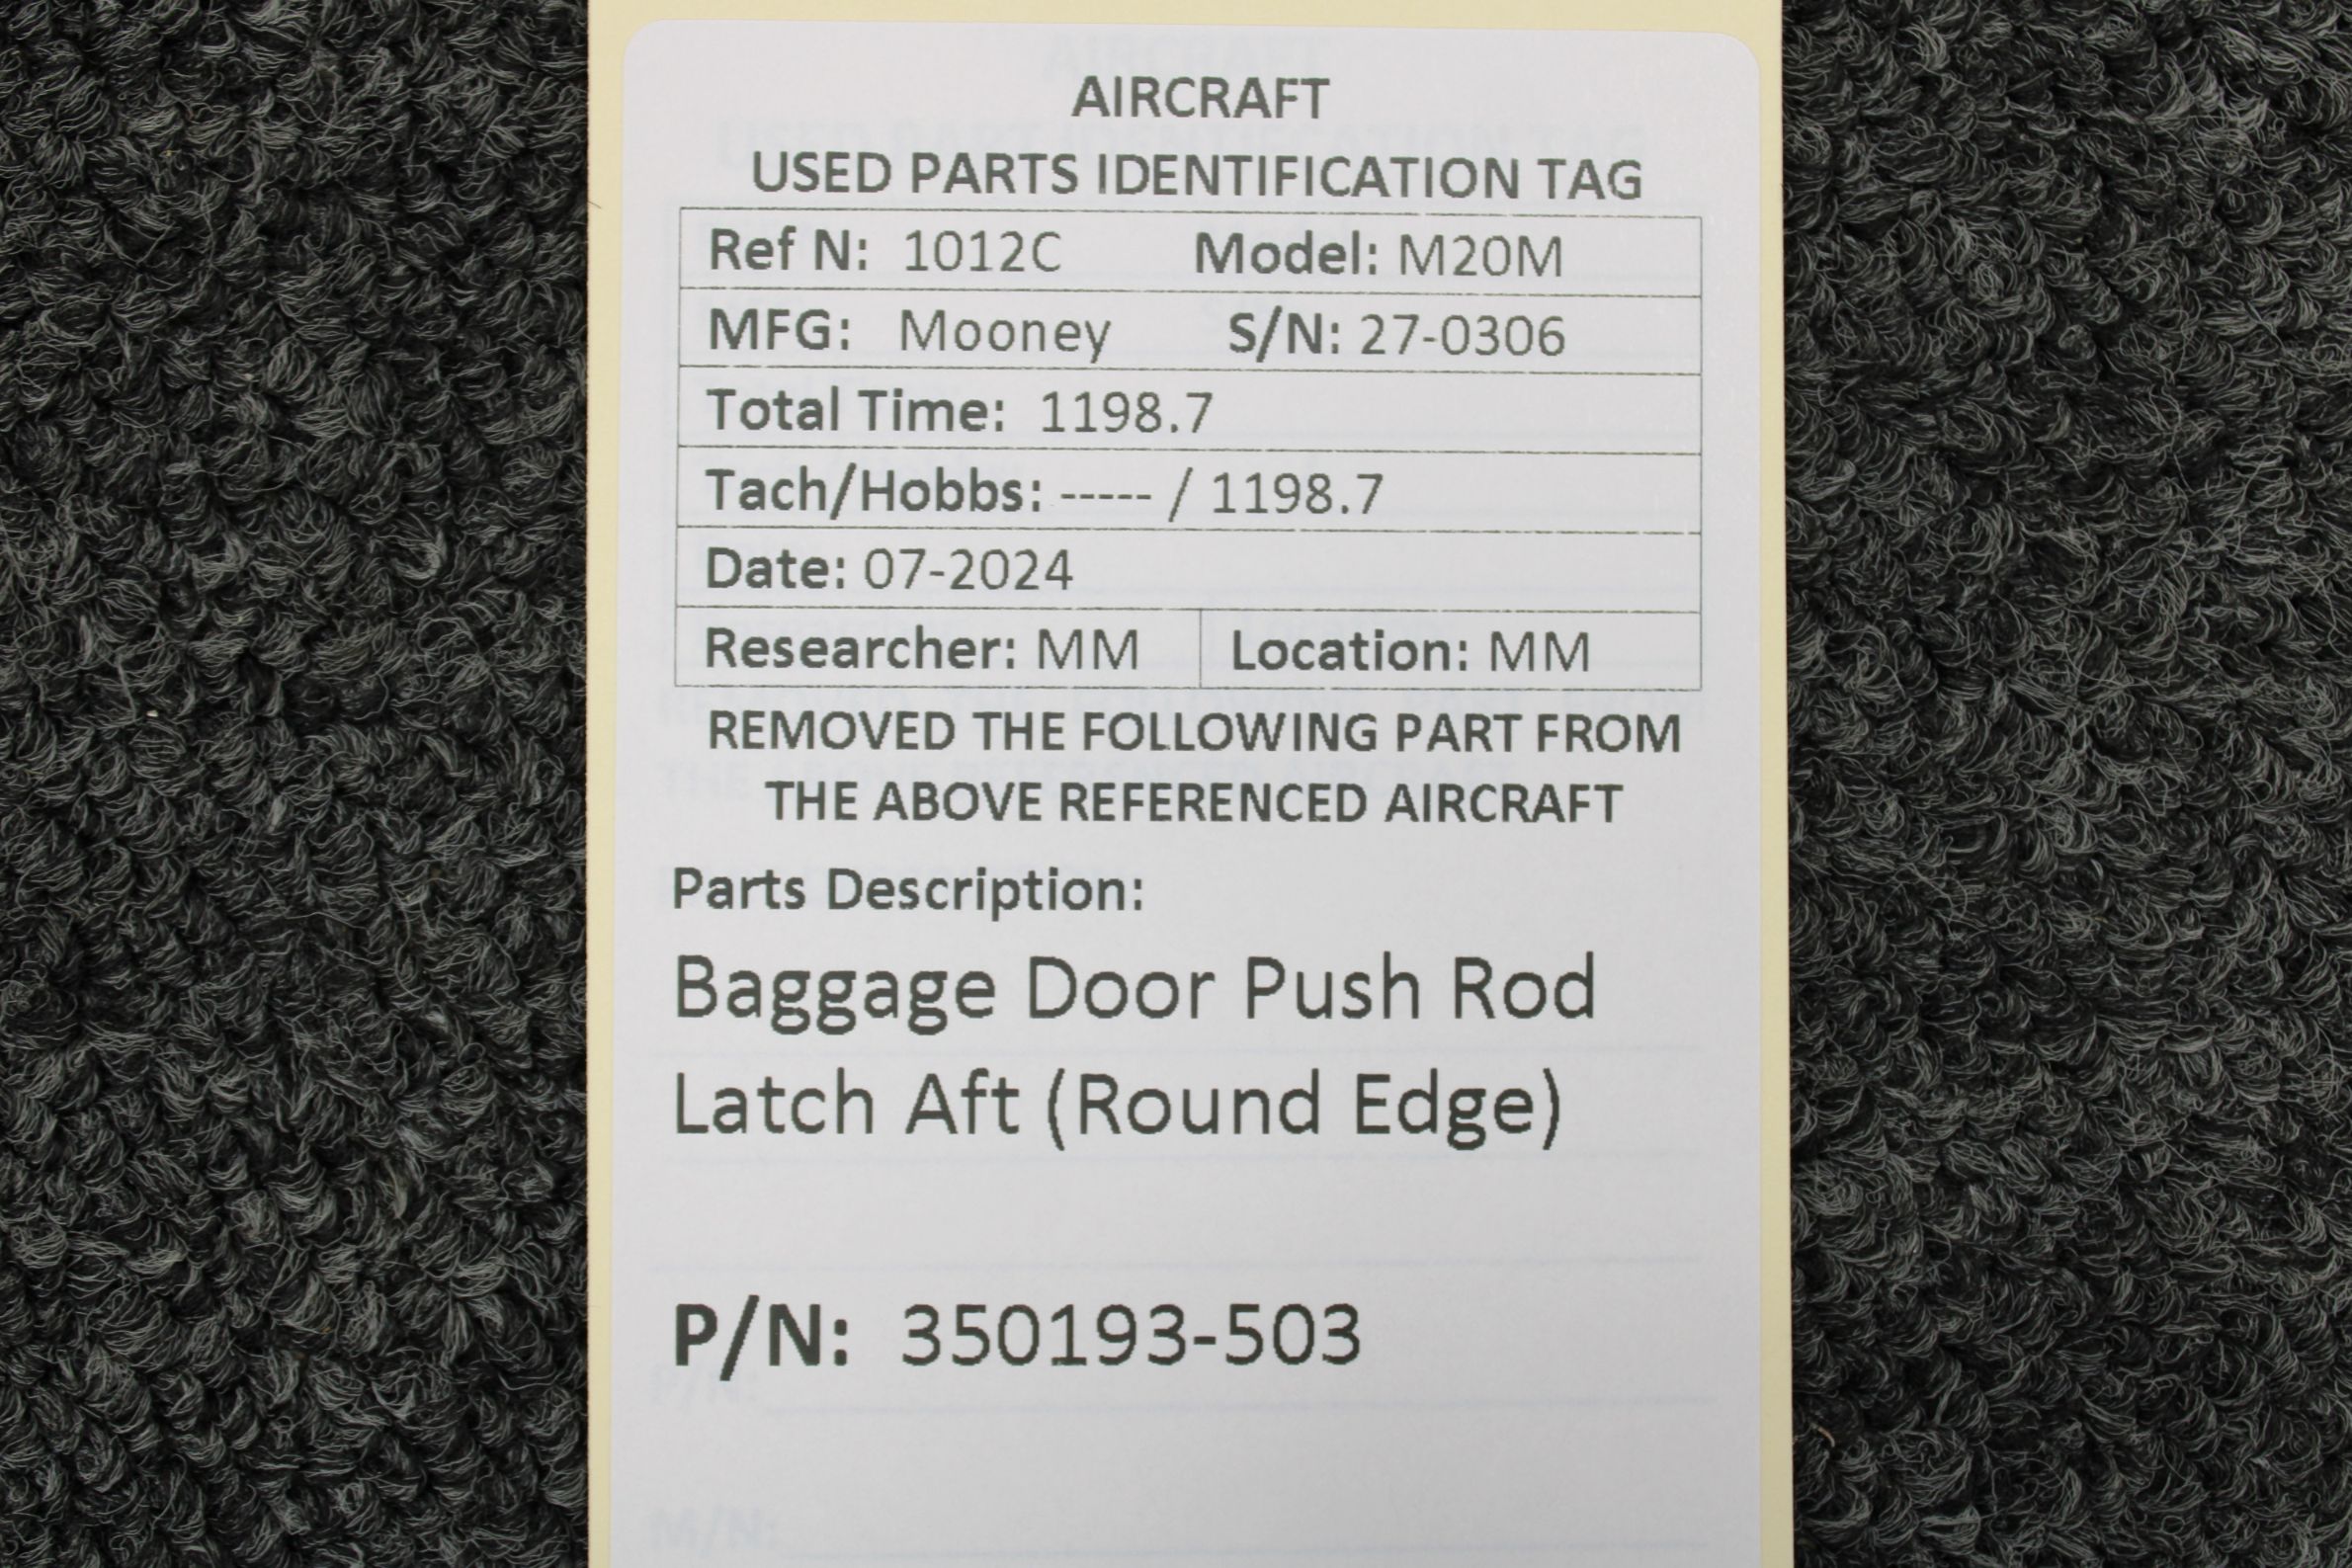 AIRCRAFT
USED PARTS IDENTIFICATION TAG
Ref N: 1012C Model: M20M
MFG: Mooney S/N: 27-0306
Total Time: 1198.7
Tach/Hobbs: ----- / 1198.7
Date: 07-2024
Researcher: MM Location: MM
REMOVED THE FOLLOWING PART FROM
THE ABOVE REFERENCED AIRCRAFT
Parts Description:
Baggage Door Push Rod
Latch Aft (Round Edge)
P/N: 350193-503
P/N:
M/N: